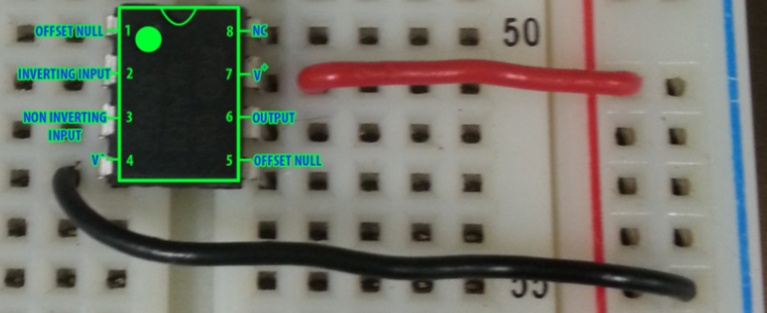 OFFSET NULL 1 8 NC
50
INVERTING INPUT 2 7 V+
NON INVERTING 3 6 OUTPUT
INPUT
V- 4 5 OFFSET NULL
55